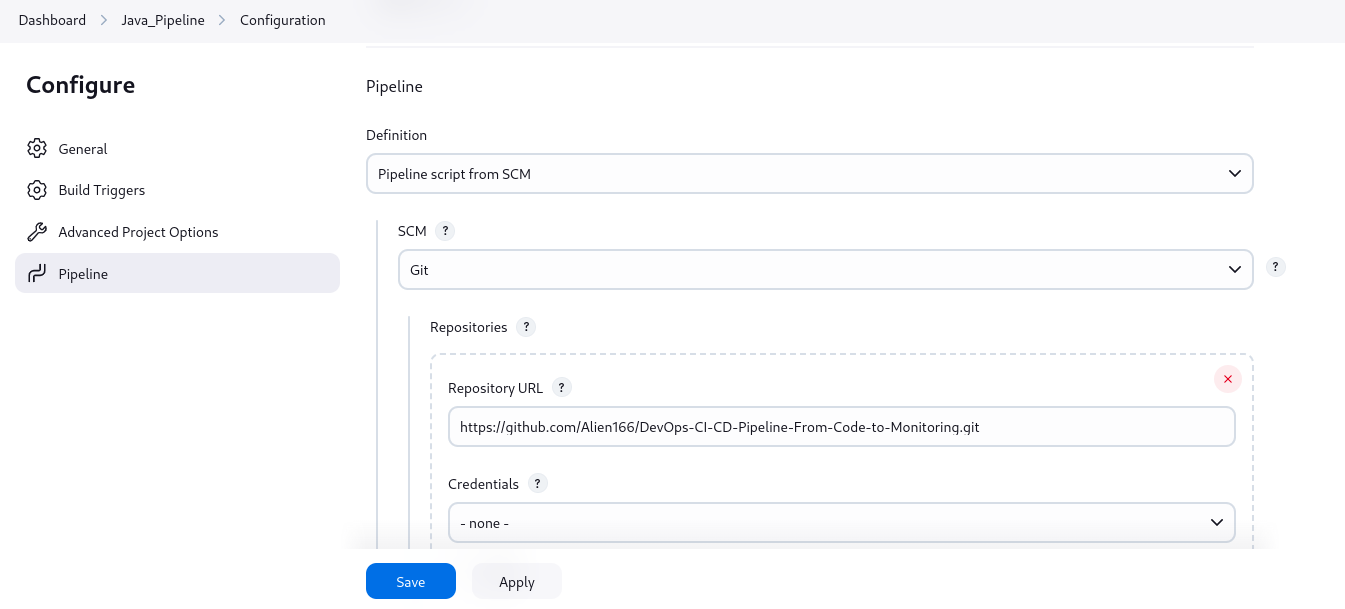 Dashboard > Java_Pipeline > Configuration
Configure
General
Build Triggers
Advanced Project Options
Pipeline
Pipeline
Definition
Pipeline script from SCM
SCM ?
Git
?
Repositories ?
Repository URL ?
https://github.com/Alien166/DevOps-CI-CD-Pipeline-From-Code-to-Monitoring.git
Credentials ?
- none -
Save Apply